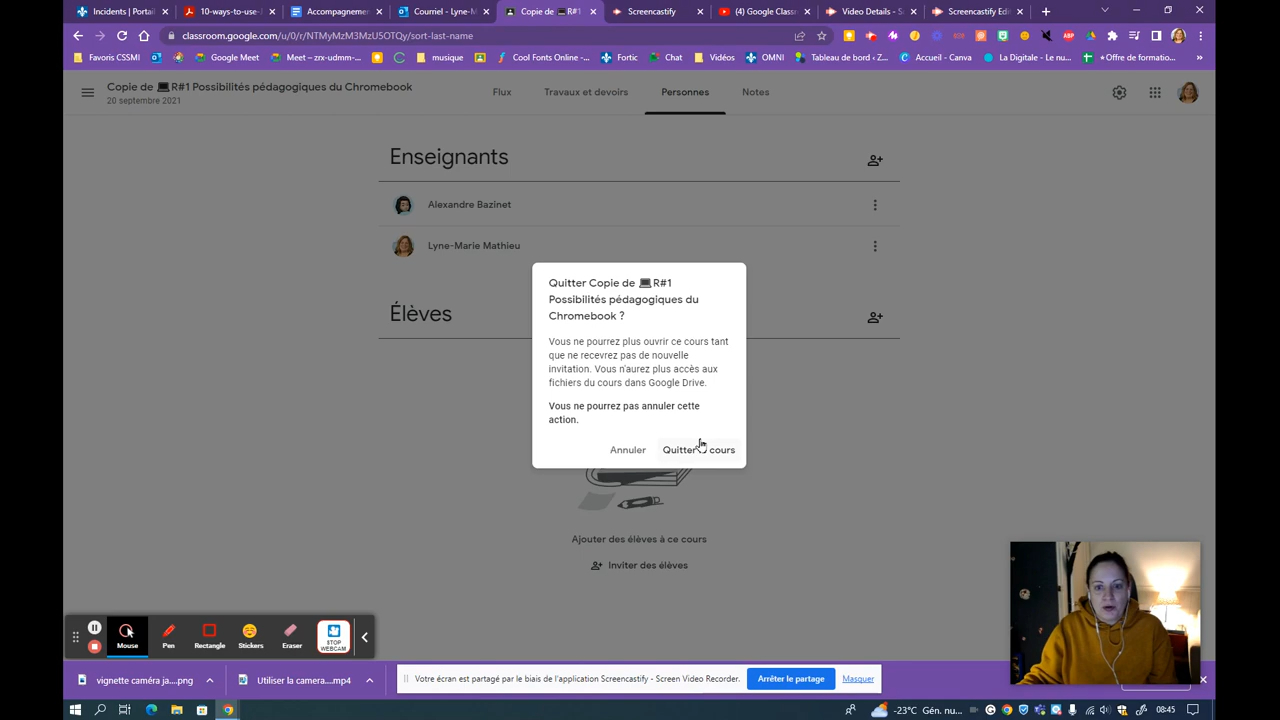 Incidents | Portail
10-ways-to-use-
Accompagnemen
Courriel - Lyne-M
Copie de 💻R#1
Screencastify
(4) Google Classr
Video Details - S
Screencastify Edi
classroom.google.com/u/0/r/NTMyMzM3MzU5OTQy/sort-last-name
Favoris CSSMI
Google Meet
Meet – zrx-udmm-...
musique
Cool Fonts Online -...
Fortic
Chat
Vidéos
OMNI
Tableau de bord ‹ Z...
Accueil - Canva
La Digitale - Le nu...
★Offre de formatio...
»
Copie de 💻R#1 Possibilités pédagogiques du Chromebook
20 septembre 2021
Flux
Travaux et devoirs
Personnes
Notes
Enseignants
Alexandre Bazinet
Lyne-Marie Mathieu
Élèves
Quitter Copie de 💻R#1
Possibilités pédagogiques du
Chromebook ?
Vous ne pourrez plus ouvrir ce cours tant
que ne recevrez pas de nouvelle
invitation. Vous n'aurez plus accès aux
fichiers du cours dans Google Drive.
Vous ne pourrez pas annuler cette
action.
Annuler
Quitter cours
Ajouter des élèves à ce cours
Inviter des élèves
Mouse
Pen
Rectangle
Stickers
Eraser
STOP
WEBCAM
vignette caméra ja....png
Utiliser la camera....mp4
Votre écran est partagé par le biais de l'application Screencastify - Screen Video Recorder.
Arrêter le partage
Masquer
-23°C Gén. nu...
08:45